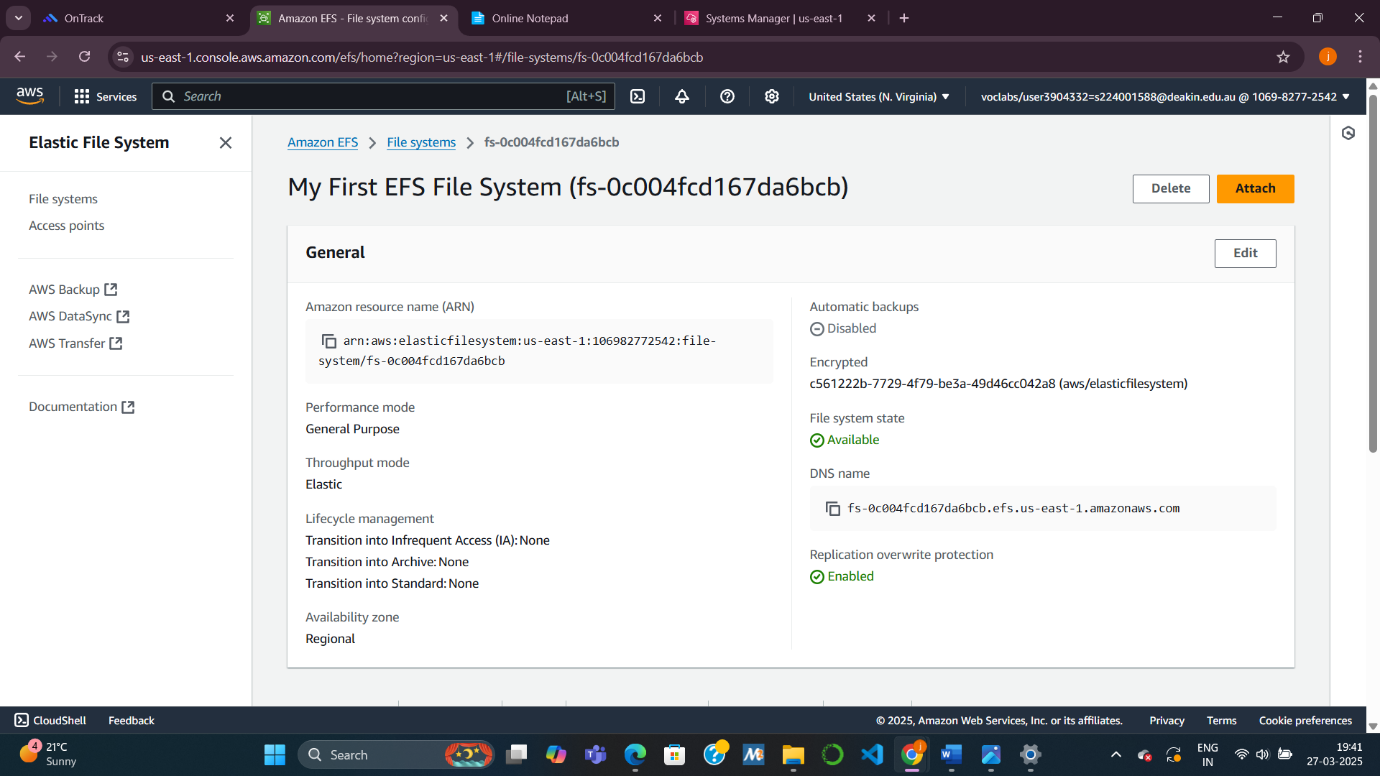 OnTrack
Amazon EFS - File system confi
Online Notepad
Systems Manager | us-east-1
us-east-1.console.aws.amazon.com/efs/home?region=us-east-1#/file-systems/fs-0c004fcd167da6bcb
j
aws
Services
Search
[Alt+S]
United States (N. Virginia)
voclabs/user3904332=s224001588@deakin.edu.au @ 1069-8277-2542
Elastic File System
File systems
Access points
AWS Backup
AWS DataSync
AWS Transfer
Documentation
Amazon EFS > File systems > fs-0c004fcd167da6bcb
My First EFS File System (fs-0c004fcd167da6bcb)
Delete
Attach
General
Edit
Amazon resource name (ARN)
arn:aws:elasticfilesystem:us-east-1:106982772542:file-
system/fs-0c004fcd167da6bcb
Performance mode
General Purpose
Throughput mode
Elastic
Lifecycle management
Transition into Infrequent Access (IA): None
Transition into Archive: None
Transition into Standard: None
Availability zone
Regional
Automatic backups
Disabled
Encrypted
c561222b-7729-4f79-be3a-49d46cc042a8 (aws/elasticfilesystem)
File system state
Available
DNS name
fs-0c004fcd167da6bcb.efs.us-east-1.amazonaws.com
Replication overwrite protection
Enabled
CloudShell
Feedback
© 2025, Amazon Web Services, Inc. or its affiliates.
Privacy
Terms
Cookie preferences
4
21°C
Sunny
Search
ENG
IN
19:41
27-03-2025